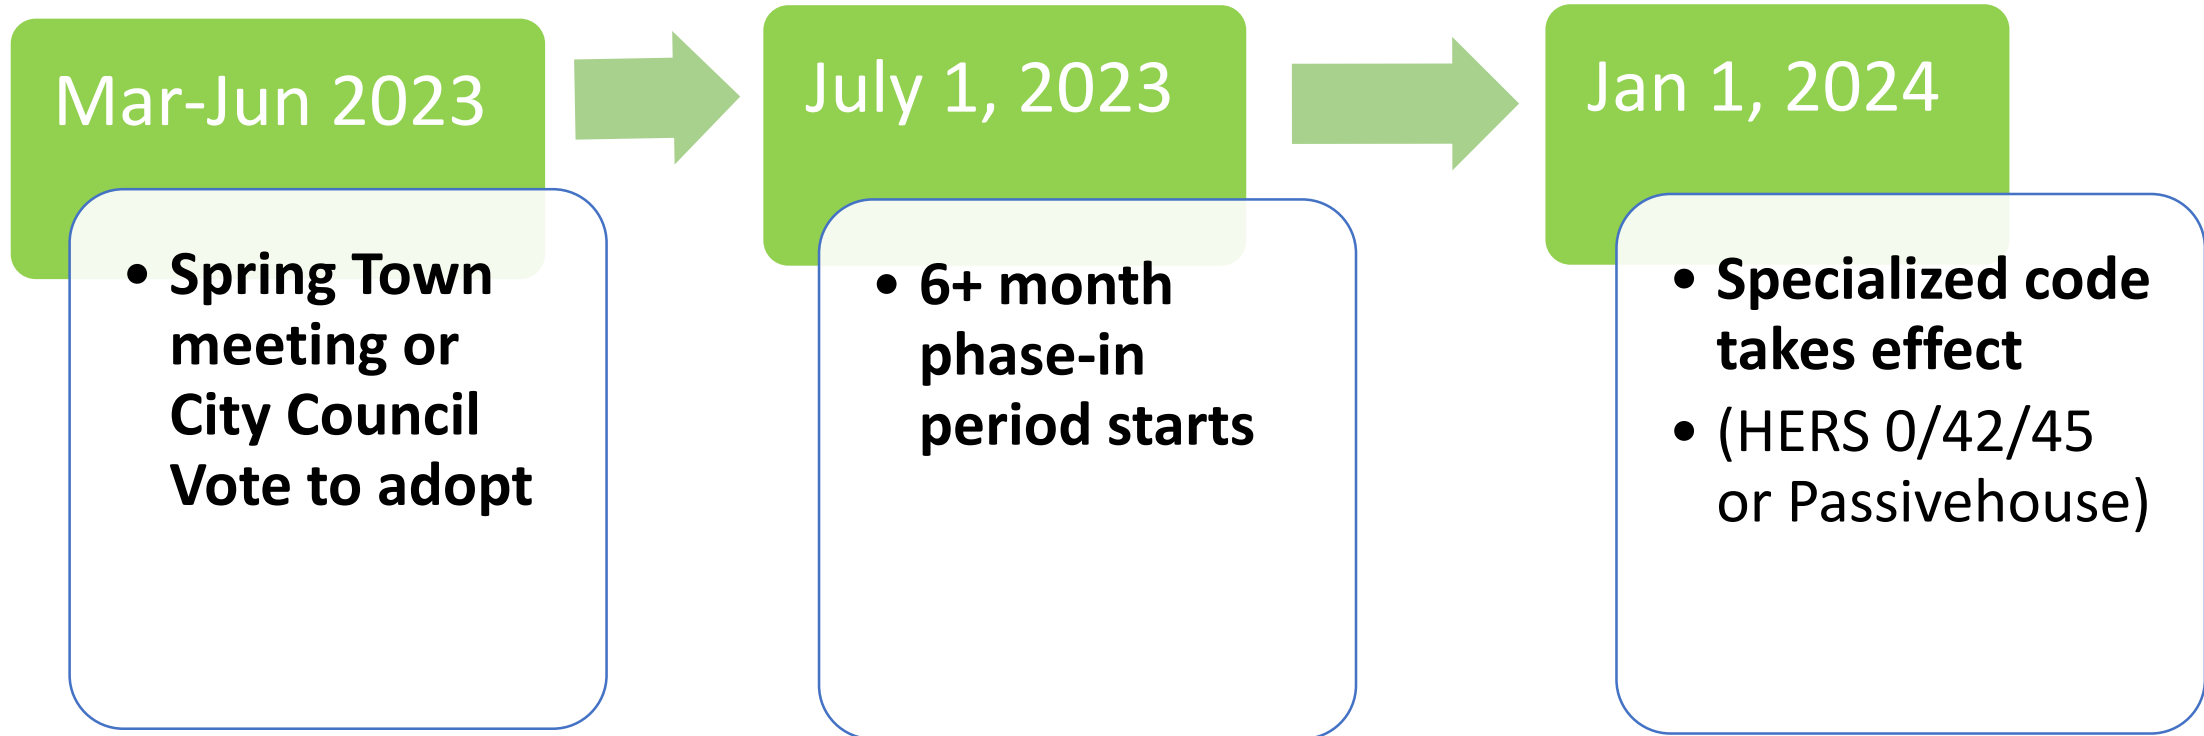 Mar-Jun 2023
• Spring Town
meeting or
City Council
Vote to adopt
July 1, 2023
• 6+ month
phase-in
period starts
Jan 1, 2024
• Specialized code
takes effect
• (HERS 0/42/45
or Passivehouse)